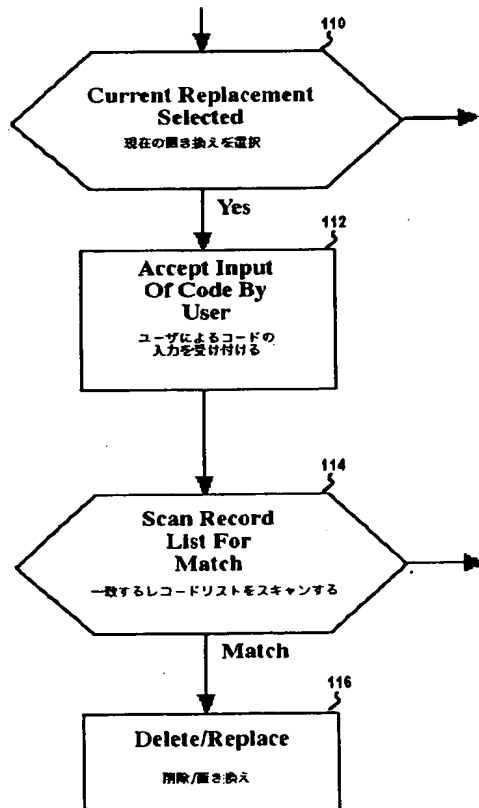 110
Current Replacement
Selected
現在の置き換えを選択
Yes
112
Accept Input
Of Code By
User
ユーザによるコードの
入力を受け付ける
114
Scan Record
List For
Match
一致するレコードリストをスキャンする
Match
116
Delete/Replace
削除/置き換え